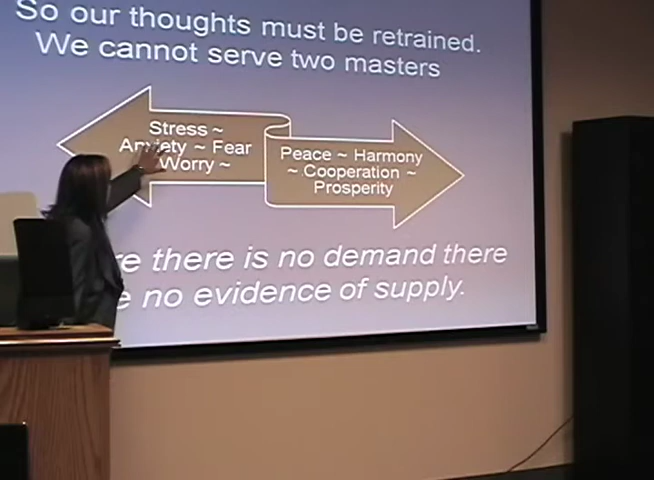 So our thoughts must be retrained.
We cannot serve two masters
Stress ~
Anxiety ~ Fear
Worry ~
Peace ~ Harmony
~ Cooperation ~
Prosperity
there is no demand there
no evidence of supply.